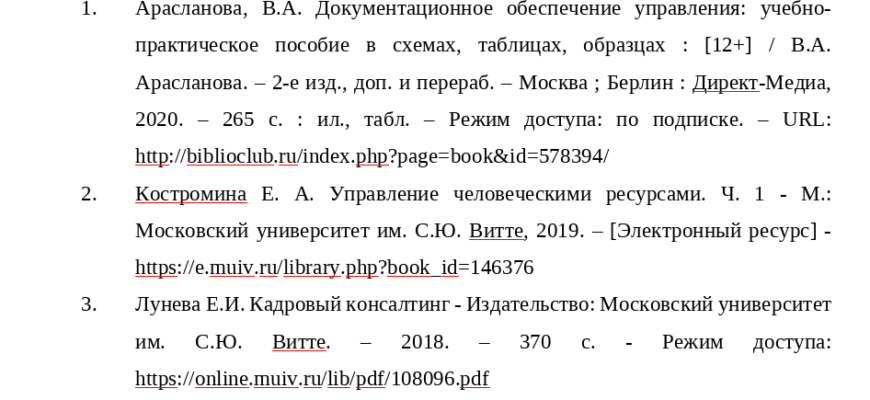 1. Арасланова, В.А. Документационное обеспечение управления: учебно-
практическое пособие в схемах, таблицах, образцах : [12+] / В.А.
Арасланова. – 2-е изд., доп. и перераб. – Москва ; Берлин : Директ-Медиа,
2020. – 265 с. : ил., табл. – Режим доступа: по подписке. – URL:
http://biblioclub.ru/index.php?page=book&id=578394/
2. Костромина Е. А. Управление человеческими ресурсами. Ч. 1 - М.:
Московский университет им. С.Ю. Витте, 2019. – [Электронный ресурс] -
https://e.muiv.ru/library.php?book_id=146376
3. Лунева Е.И. Кадровый консалтинг - Издательство: Московский университет
им. С.Ю. Витте. – 2018. – 370 с. - Режим доступа:
https://online.muiv.ru/lib/pdf/108096.pdf